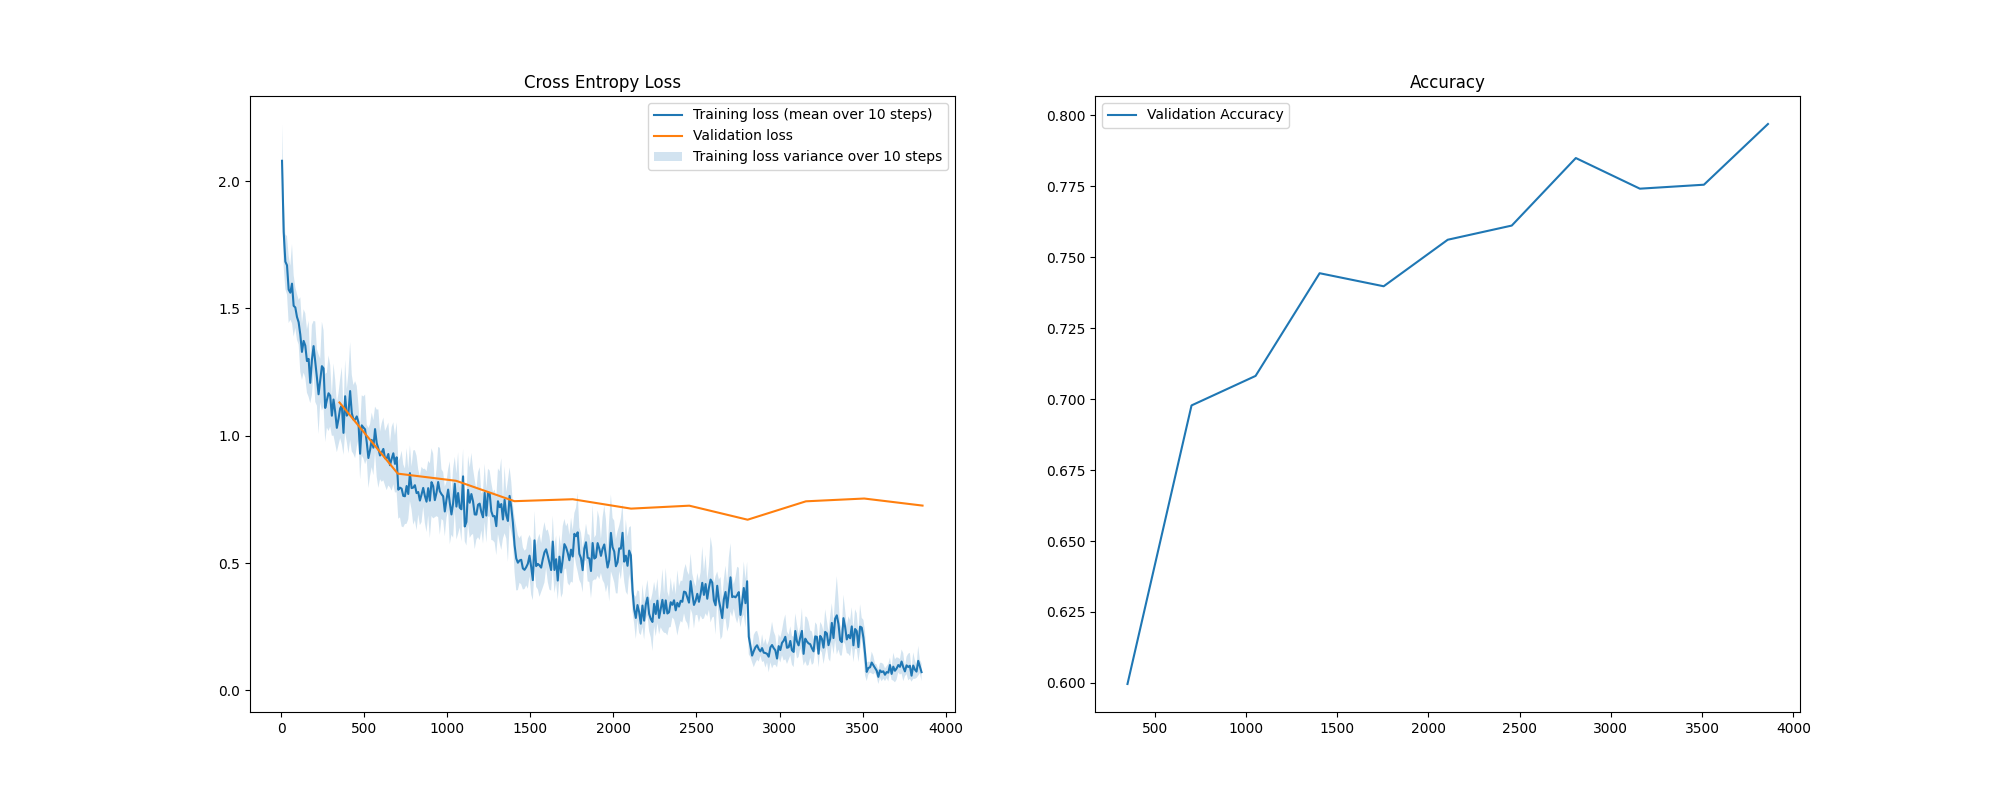 Cross Entropy Loss
Training loss (mean over 10 steps)
Validation loss
Training loss variance over 10 steps
2.0
1.5
1.0
0.5
0.0
0 500 1000 1500 2000 2500 3000 3500 4000
Accuracy
Validation Accuracy
0.800
0.775
0.750
0.725
0.700
0.675
0.650
0.625
0.600
500 1000 1500 2000 2500 3000 3500 4000